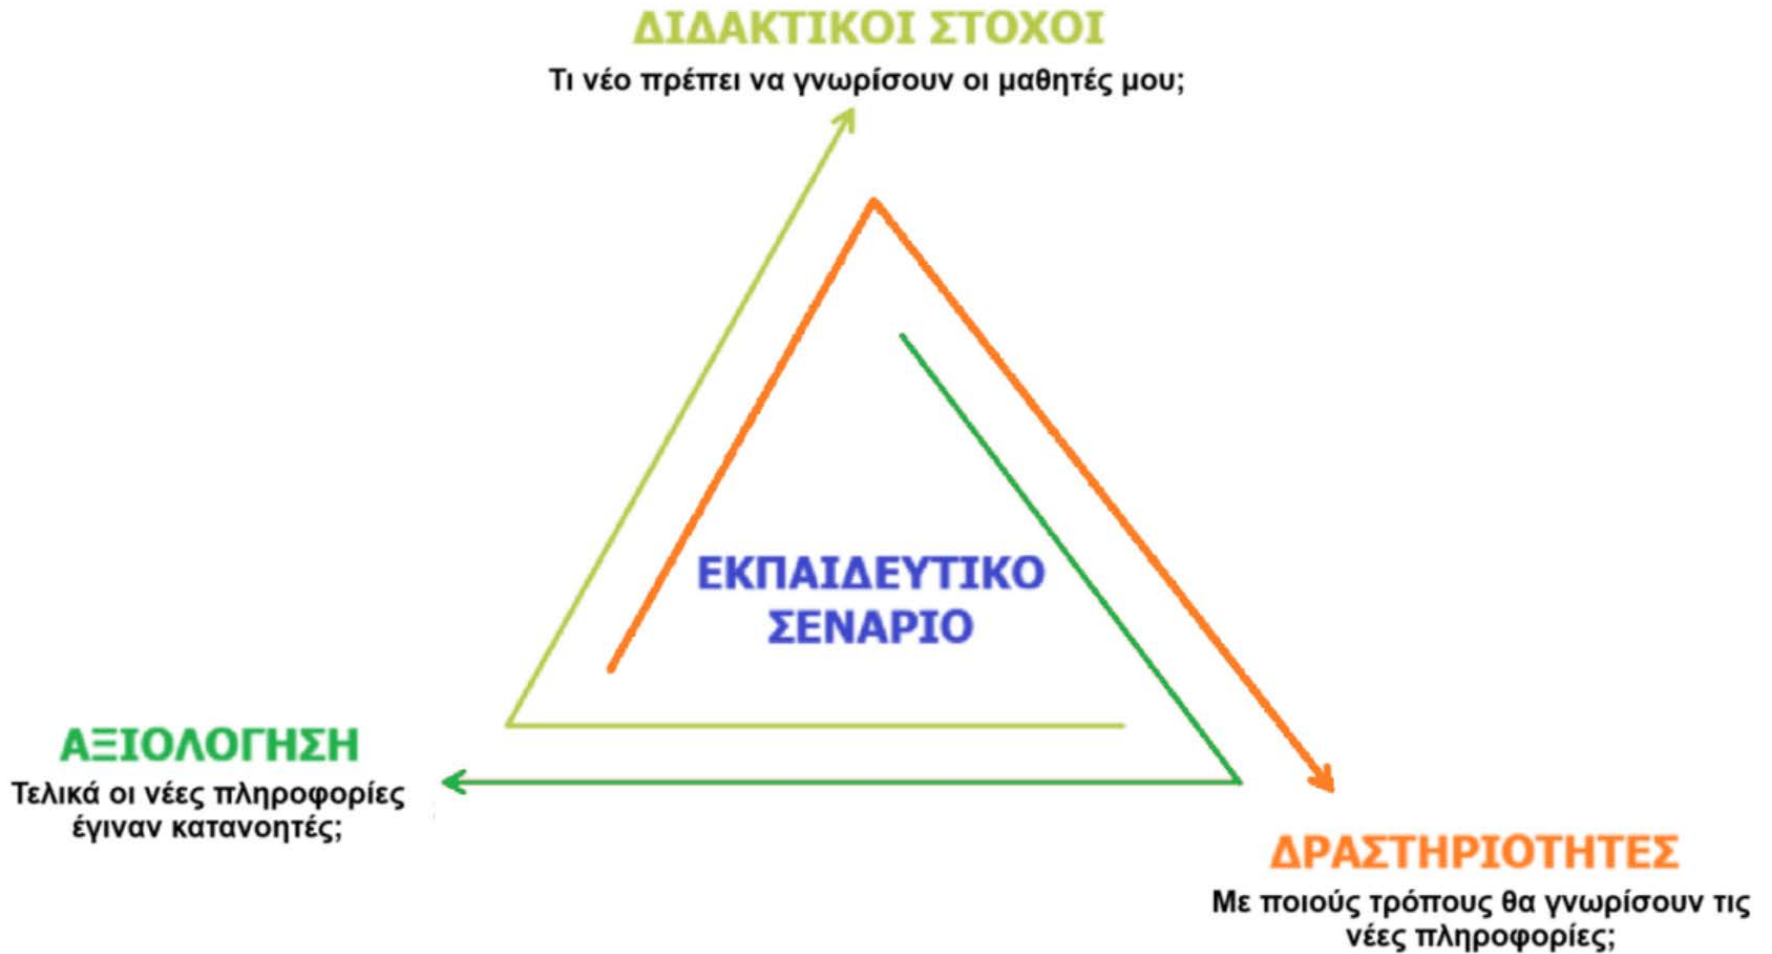 ΔΙΔΑΚΤΙΚΟΙ ΣΤΟΧΟΙ
Τι νέο πρέπει να γνωρίσουν οι μαθητές μου;
ΕΚΠΑΙΔΕΥΤΙΚΟ
ΣΕΝΑΡΙΟ
ΑΞΙΟΛΟΓΗΣΗ
Τελικά οι νέες πληροφορίες
έγιναν κατανοητές;
ΔΡΑΣΤΗΡΙΟΤΗΤΕΣ
Με ποιούς τρόπους θα γνωρίσουν τις
νέες πληροφορίες;